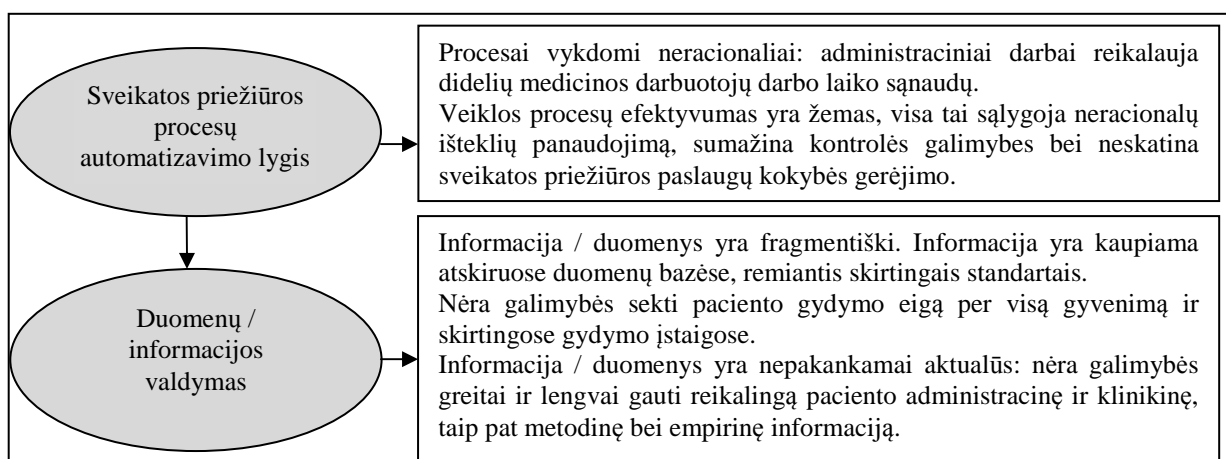 Sveikatos priežiūros
procesų
automatizavimo lygis
Procesai vykdomi neracionaliai: administraciniai darbai reikalauja
didelių medicinos darbuotojų darbo laiko sąnaudų.
Veiklos procesų efektyvumas yra žemas, visa tai sąlygoja neracionalų
išteklių panaudojimą, sumažina kontrolės galimybes bei neskatina
sveikatos priežiūros paslaugų kokybės gerėjimo.
Duomenų /
informacijos
valdymas
Informacija / duomenys yra fragmentiški. Informacija yra kaupiama
atskiruose duomenų bazėse, remiantis skirtingais standartais.
Nėra galimybės sekti paciento gydymo eigą per visą gyvenimą ir
skirtingose gydymo įstaigose.
Informacija / duomenys yra nepakankamai aktualūs: nėra galimybės
greitai ir lengvai gauti reikalingą paciento administracinę ir klinikinę,
taip pat metodinę bei empirinę informaciją.